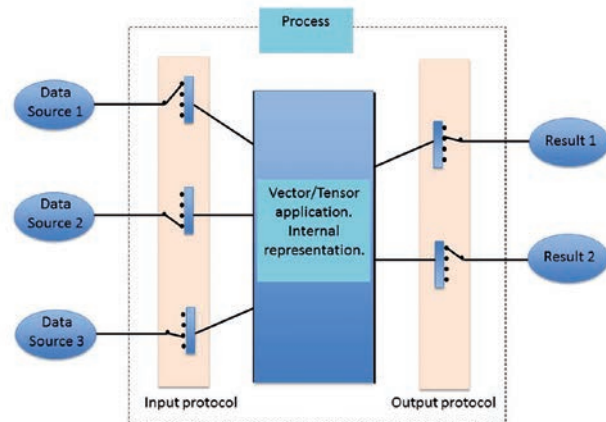 Process
Data
Source 1
Data
Source 2
Data
Source 3
Vector/Tensor
application.
Internal
representation.
Result 1
Result 2
Input protocol
Output protocol